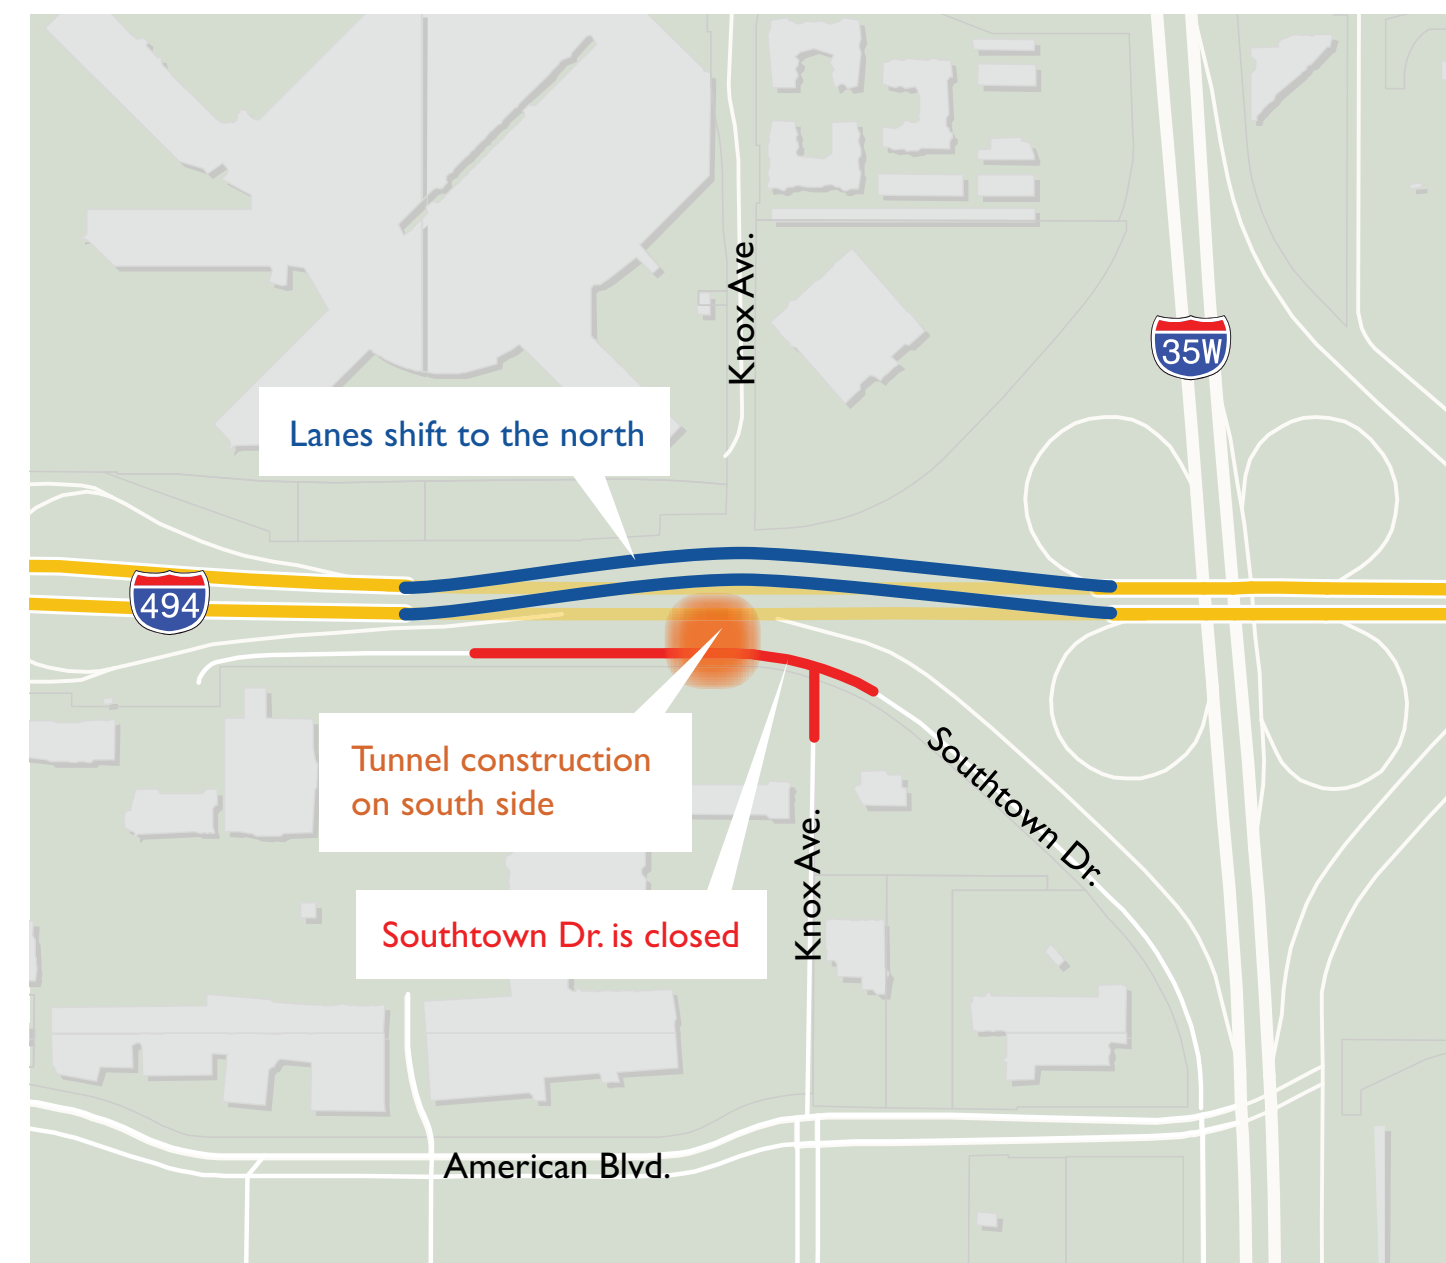 Knox Ave.
35W
Lanes shift to the north
494
Tunnel construction
on south side
Southtown Dr.
Knox Ave.
Southtown Dr. is closed
American Blvd.